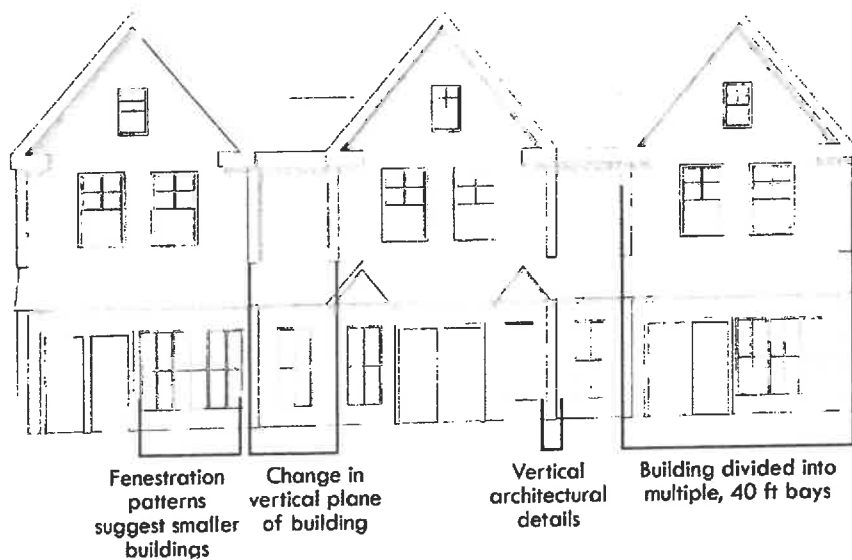 Fenestration
patterns
suggest smaller
buildings
Change in
vertical plane
of building
Vertical
architectural
details
Building divided into
multiple, 40 ft bays